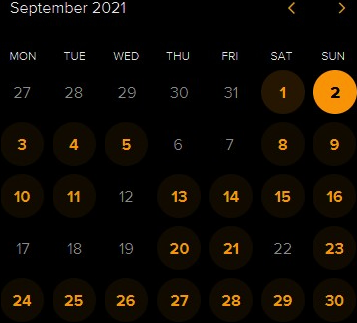 September 2021
MON TUE WED THU FRI SAT SUN
27 28 29 30 31 1 2
3 4 5 6 7 8 9
10 11 12 13 14 15 16
17 18 19 20 21 22 23
24 25 26 27 28 29 30